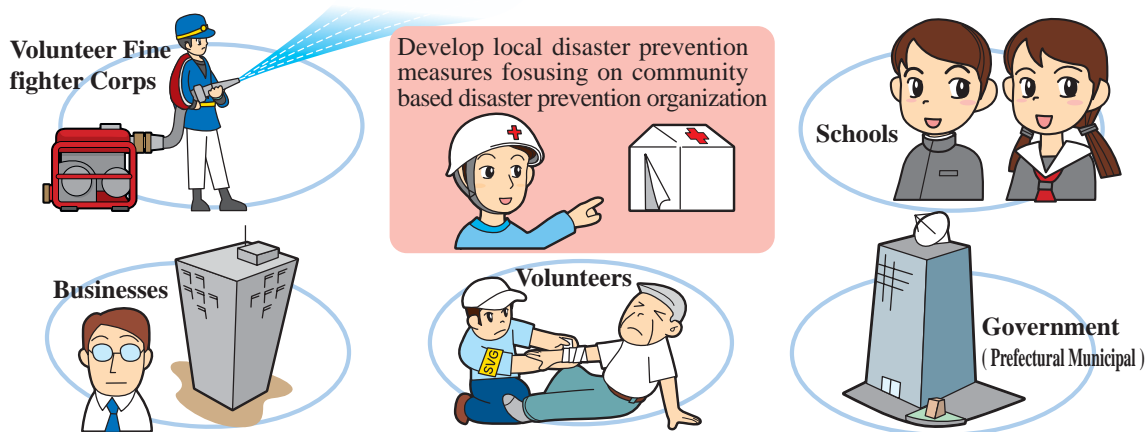 Volunteer Fine
fighter Corps
Develop local disaster prevention
measures fosusing on community
based disaster prevention organization
Schools
Businesses
Volunteers
SVG
Government
( Prefectural Municipal )